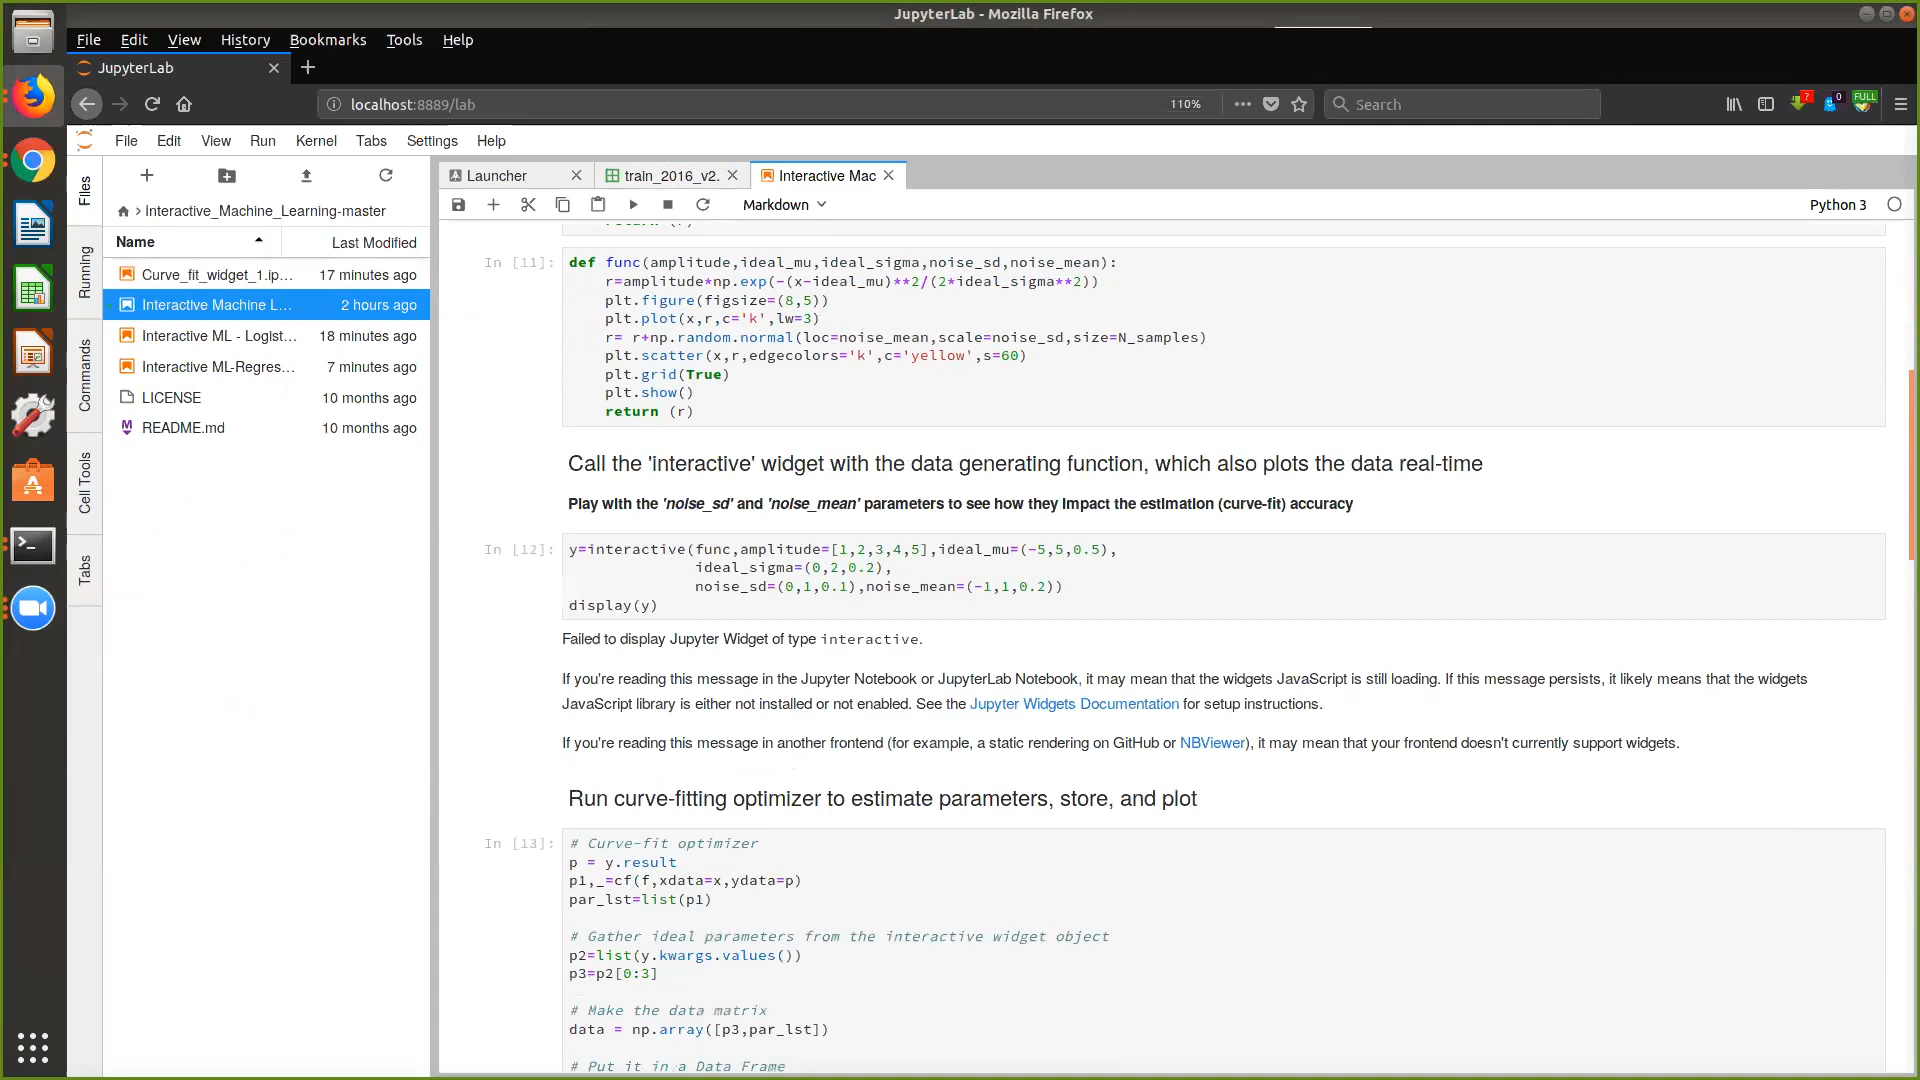 JupyterLab - Mozilla Firefox
File Edit View History Bookmarks Tools Help
JupyterLab
localhost:8889/lab
110%
Search
7
0
FULL
File Edit View Run Kernel Tabs Settings Help
Files
Running
Commands
Cell Tools
Tabs
Interactive_Machine_Learning-master
Name Last Modified
Curve_fit_widget_1.ip... 17 minutes ago
Interactive Machine L... 2 hours ago
Interactive ML - Logist... 18 minutes ago
Interactive ML-Regres... 7 minutes ago
LICENSE 10 months ago
README.md 10 months ago
Launcher
train_2016_v2.
Interactive Mac
Markdown
Python 3
In [11]:
def func(amplitude,ideal_mu,ideal_sigma,noise_sd,noise_mean):
r=amplitude*np.exp(-(x-ideal_mu)**2/(2*ideal_sigma**2))
plt.figure(figsize=(8,5))
plt.plot(x,r,c='k',lw=3)
r= r+np.random.normal(loc=noise_mean,scale=noise_sd,size=N_samples)
plt.scatter(x,r,edgecolors='k',c='yellow',s=60)
plt.grid(True)
plt.show()
return (r)
Call the 'interactive' widget with the data generating function, which also plots the data real-time
Play with the 'noise_sd' and 'noise_mean' parameters to see how they impact the estimation (curve-fit) accuracy
In [12]:
y=interactive(func,amplitude=[1,2,3,4,5],ideal_mu=(-5,5,0.5),
ideal_sigma=(0,2,0.2),
noise_sd=(0,1,0.1),noise_mean=(-1,1,0.2))
display(y)
Failed to display Jupyter Widget of type interactive.
If you're reading this message in the Jupyter Notebook or JupyterLab Notebook, it may mean that the widgets JavaScript is still loading. If this message persists, it likely means that the widgets
JavaScript library is either not installed or not enabled. See the Jupyter Widgets Documentation for setup instructions.
If you're reading this message in another frontend (for example, a static rendering on GitHub or NBViewer), it may mean that your frontend doesn't currently support widgets.
Run curve-fitting optimizer to estimate parameters, store, and plot
In [13]:
# Curve-fit optimizer
p = y.result
p1,_=cf(f,xdata=x,ydata=p)
par_lst=list(p1)
# Gather ideal parameters from the interactive widget object
p2=list(y.kwargs.values())
p3=p2[0:3]
# Make the data matrix
data = np.array([p3,par_lst])
# Put it in a Data Frame